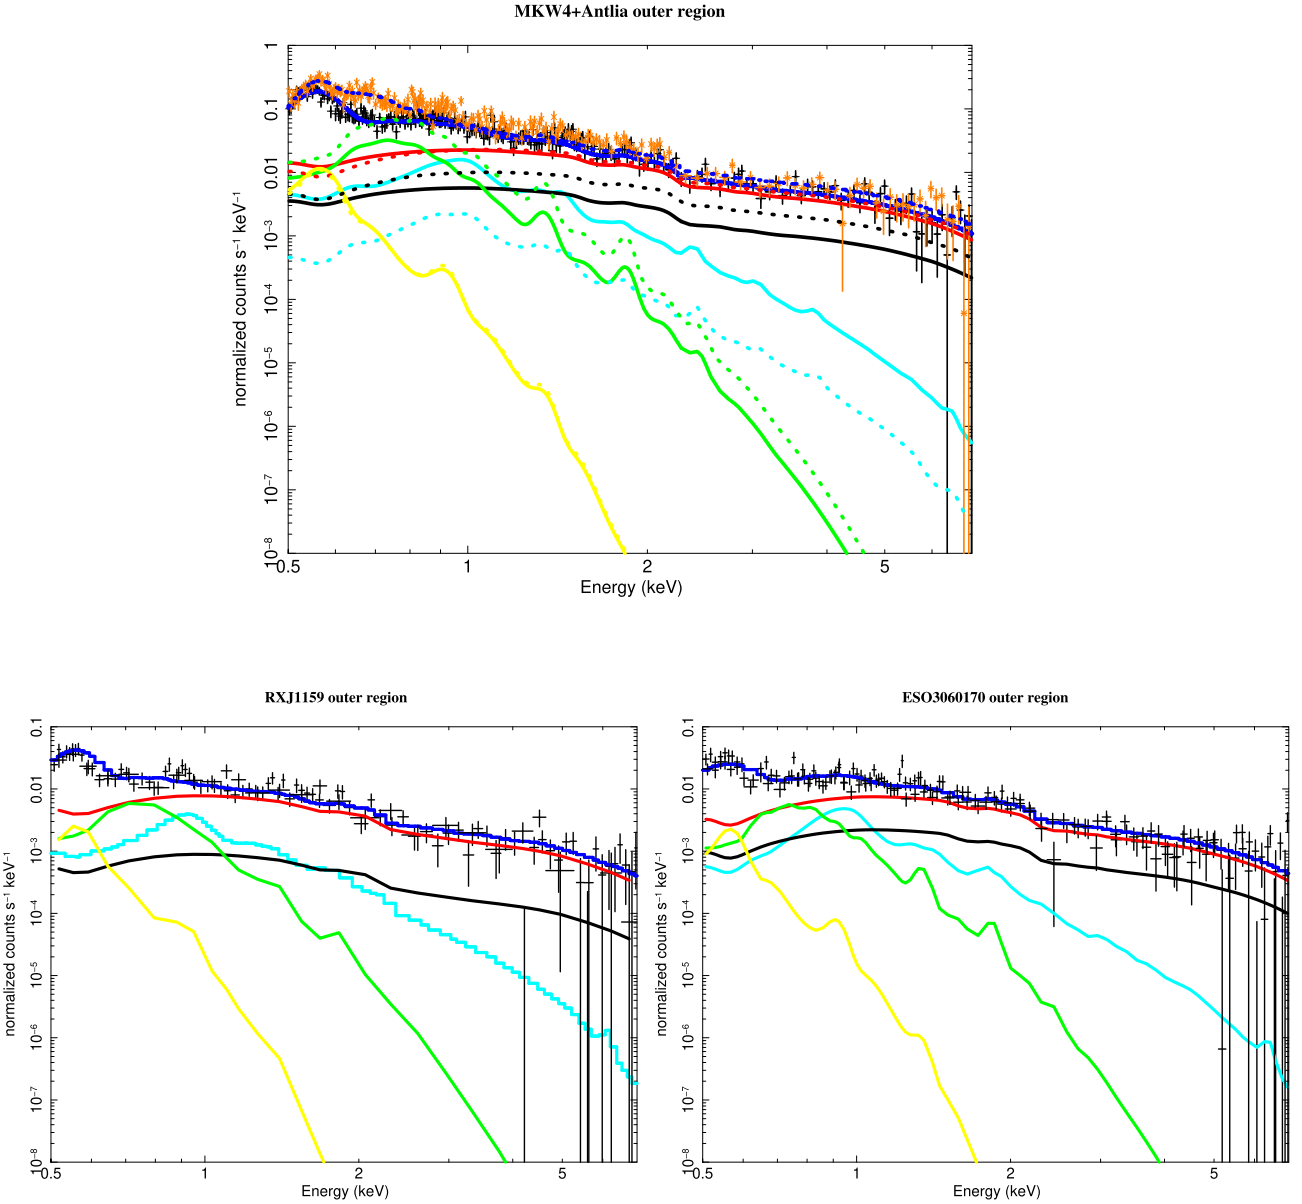 MKW4+Antlia outer region
1
0.1
0.01
10⁻³
10⁻⁴
10⁻⁵
10⁻⁶
10⁻⁷
10⁻⁸
normalized counts s⁻¹ keV⁻¹
0.5 1 2 5
Energy (keV)
RXJ1159 outer region
0.1
0.01
10⁻³
10⁻⁴
10⁻⁵
10⁻⁶
10⁻⁷
10⁻⁸
normalized counts s⁻¹ keV⁻¹
0.5 1 2 5
Energy (keV)
ESO3060170 outer region
0.1
0.01
10⁻³
10⁻⁴
10⁻⁵
10⁻⁶
10⁻⁷
10⁻⁸
normalized counts s⁻¹ keV⁻¹
0.5 1 2 5
Energy (keV)